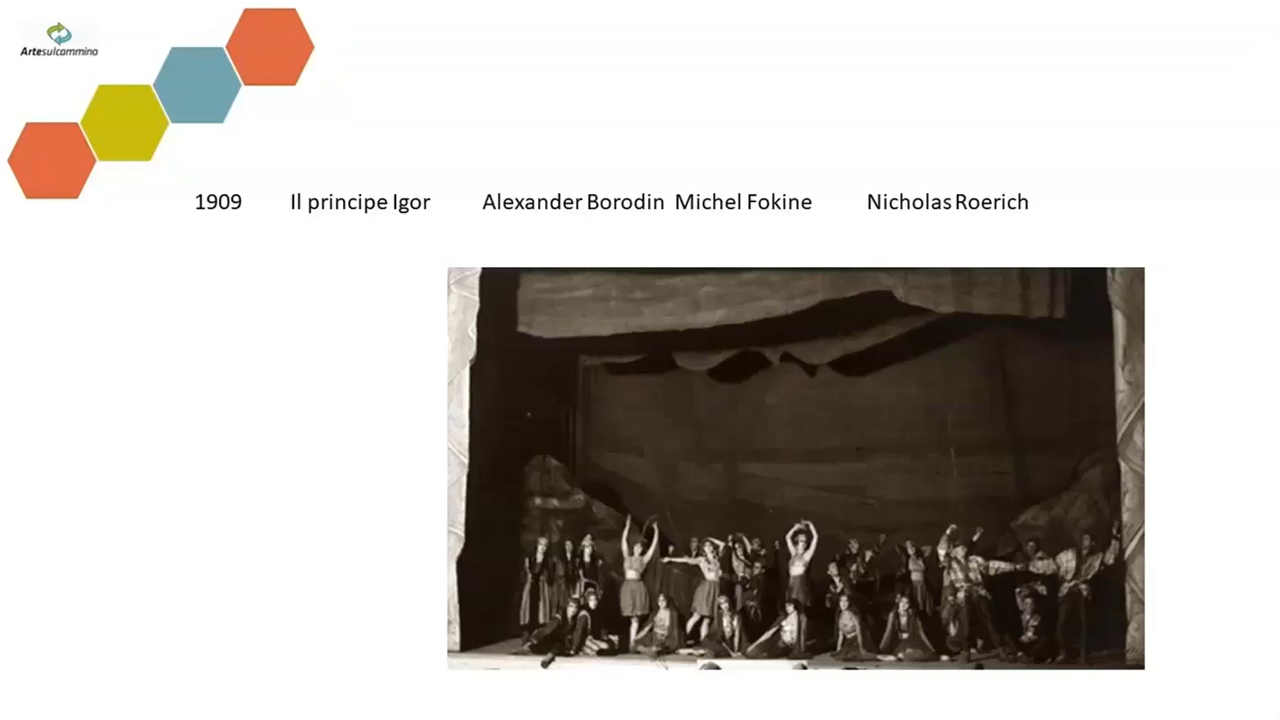 Artesulcammino
1909 Il principe Igor Alexander Borodin Michel Fokine Nicholas Roerich